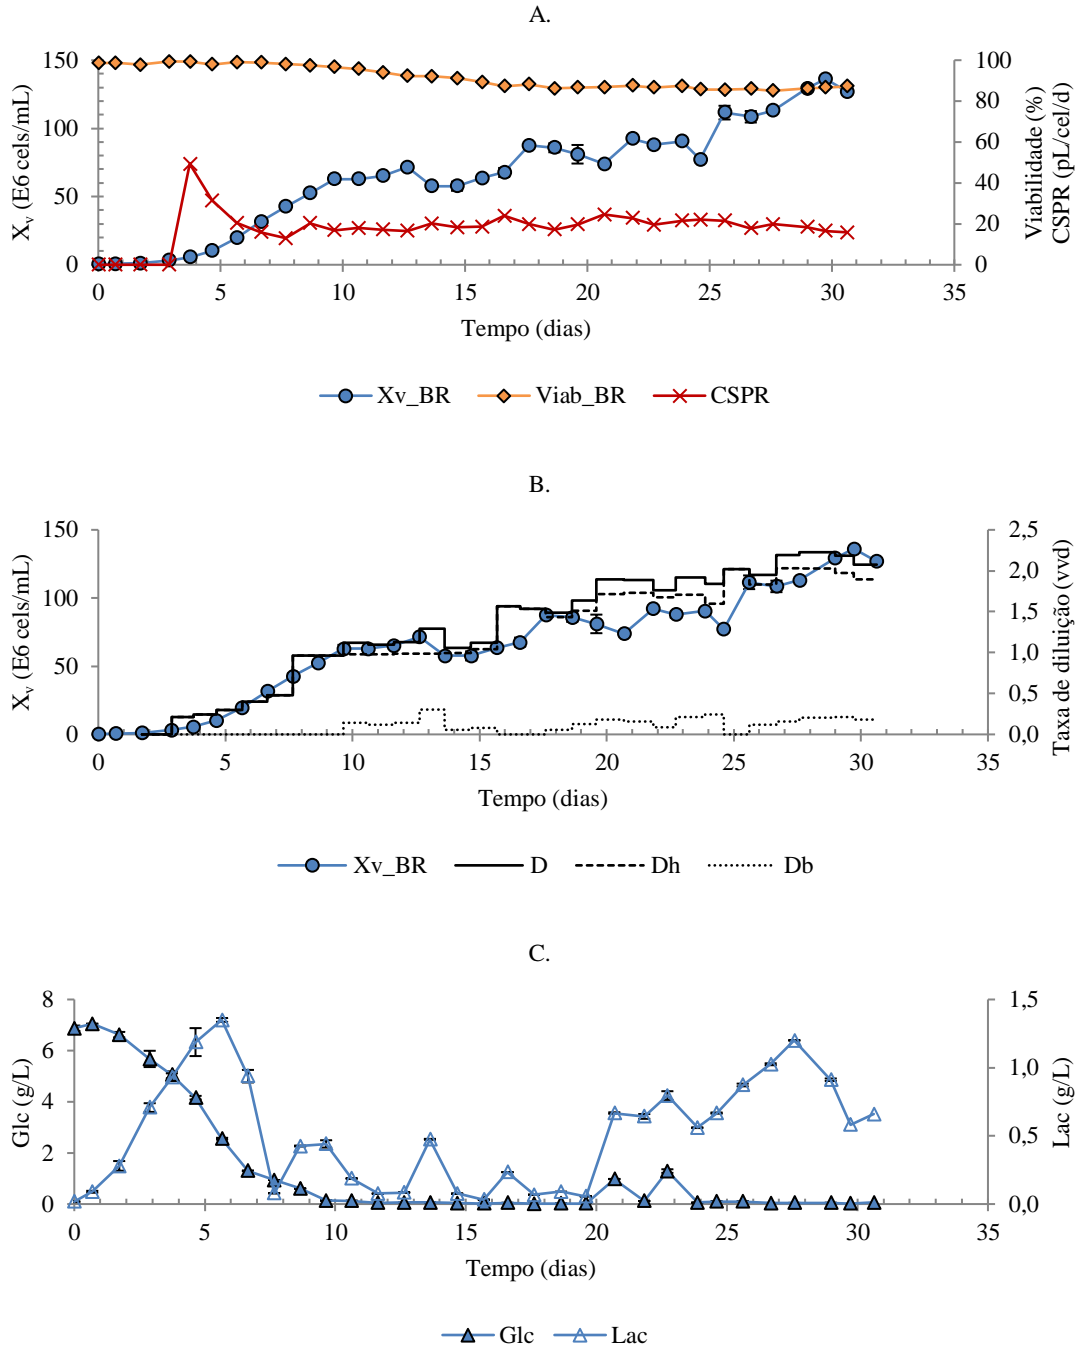 A.
150
100
50
0
X_v (E6 cels/mL)
100
80
60
40
20
0
Viabilidade (%)
CSPR (pL/cel/d)
0 5 10 15 20 25 30 35
Tempo (dias)
Xv_BR Viab_BR CSPR
B.
150
100
50
0
X_v (E6 cels/mL)
2,5
2,0
1,5
1,0
0,5
0,0
Taxa de diluição (vvd)
0 5 10 15 20 25 30 35
Tempo (dias)
Xv_BR D Dh Db
C.
8
6
4
2
0
Glc (g/L)
1,5
1,0
0,5
0,0
Lac (g/L)
0 5 10 15 20 25 30 35
Tempo (dias)
Glc Lac